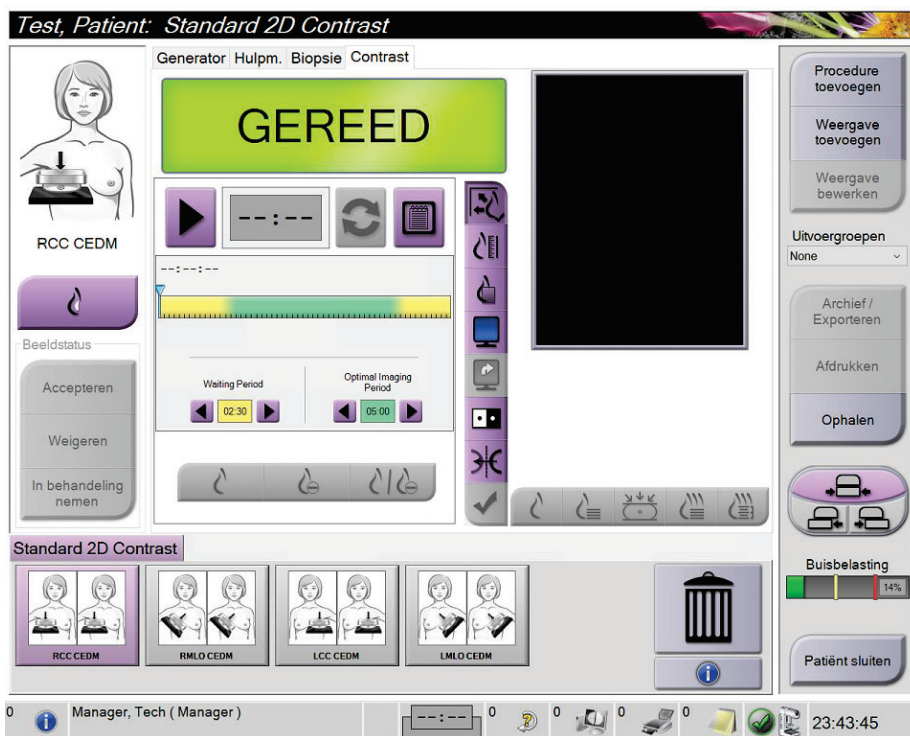 Test, Patient: Standard 2D Contrast
Generator Hulpm. Biopsie Contrast
GEREED
--:--
RCC CEDM
--:--:--
Waiting Period
02:30
Optimal Imaging
Period
05:00
Beeldstatus
Accepteren
Weigeren
In behandeling
nemen
Procedure
toevoegen
Weergave
toevoegen
Weergave
bewerken
Uitvoergroepen
None
Archief /
Exporteren
Afdrukken
Ophalen
Buisbelasting
14%
Patiënt sluiten
Standard 2D Contrast
RCC CEDM
RMLO CEDM
LCC CEDM
LMLO CEDM
0 Manager, Tech ( Manager ) --:-- 0 0 0 0 23:43:45